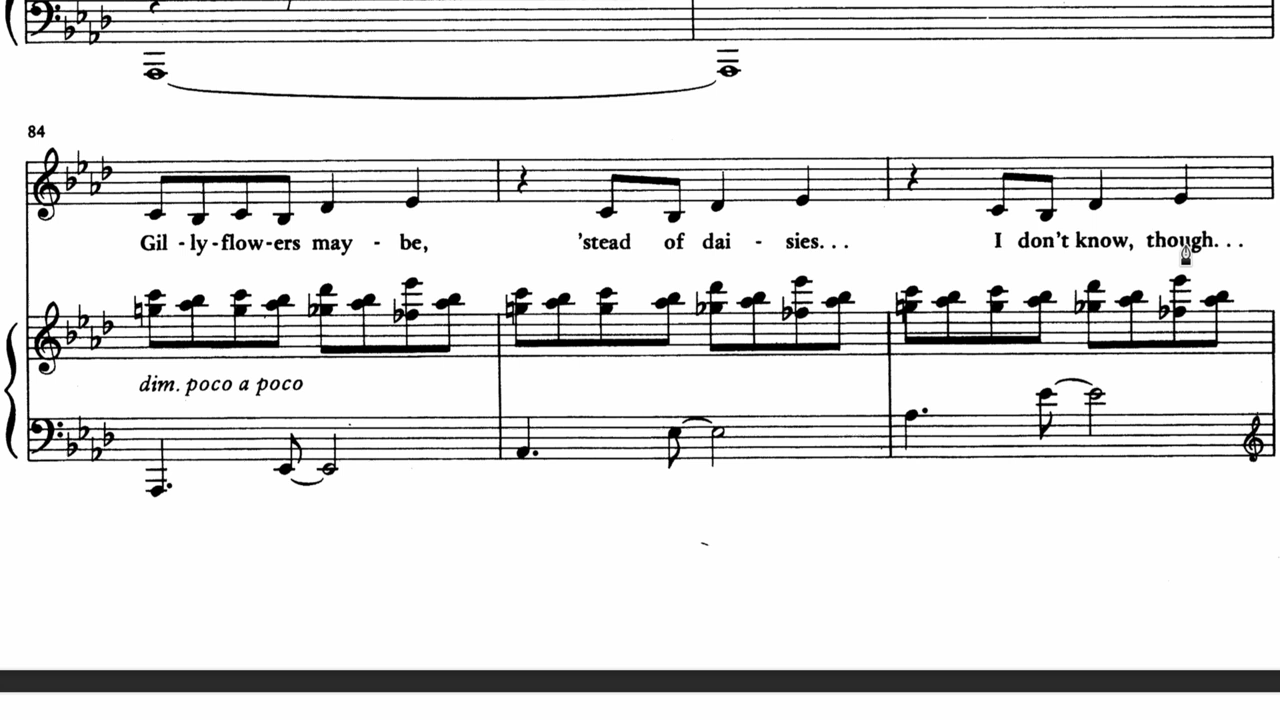 84
Gil - ly - flow - ers may - be, 'stead of dai - sies. . . I don't know, though. . .
dim. poco a poco